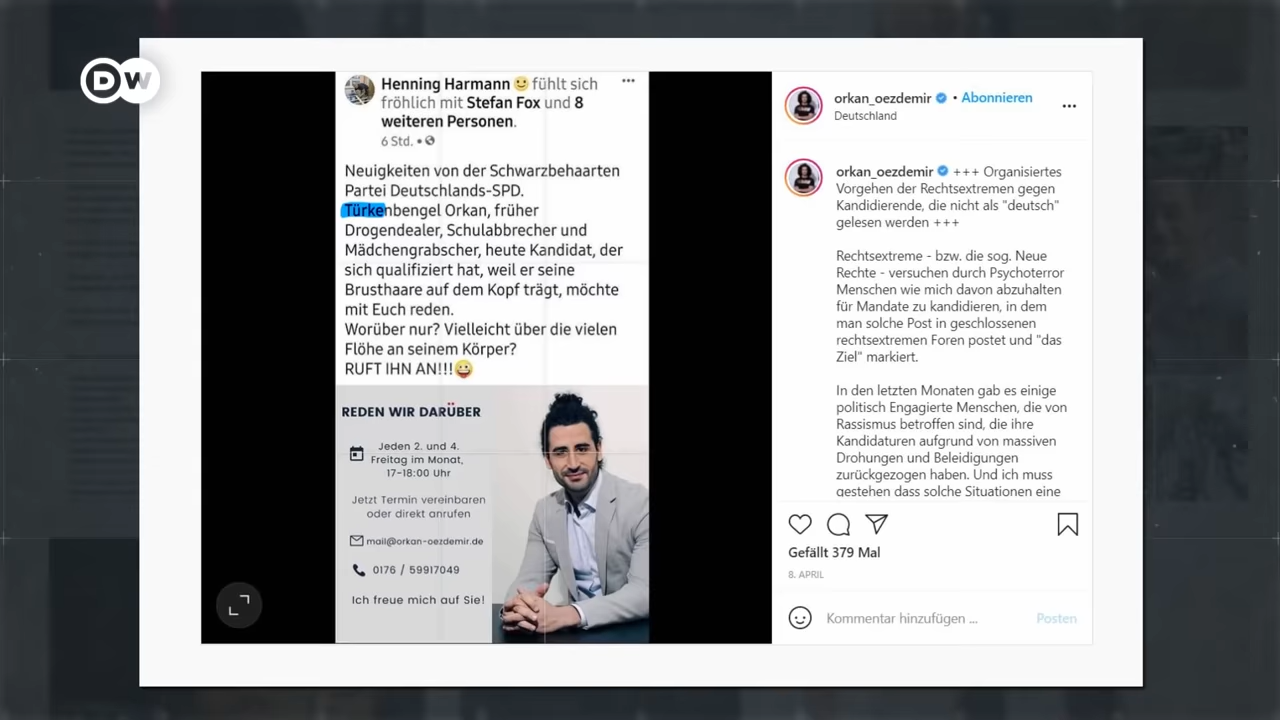 DW
Henning Harmann 😀 fühlt sich
fröhlich mit Stefan Fox und 8
weiteren Personen.
6 Std. •
Neuigkeiten von der Schwarzbehaarten
Partei Deutschlands-SPD.
Türkenbengel Orkan, früher
Drogendealer, Schulabbrecher und
Mädchengrabscher, heute Kandidat, der
sich qualifiziert hat, weil er seine
Brusthaare auf dem Kopf trägt, möchte
mit Euch reden.
Worüber nur? Vielleicht über die vielen
Flöhe an seinem Körper?
RUFT IHN AN!!!😀
REDEN WIR DARÜBER
Jeden 2. und 4.
Freitag im Monat,
17-18:00 Uhr
Jetzt Termin vereinbaren
oder direkt anrufen
mail@orkan-oezdemir.de
0176 / 59917049
Ich freue mich auf Sie!
orkan_oezdemir • Abonnieren
Deutschland
orkan_oezdemir +++ Organisiertes
Vorgehen der Rechtsextremen gegen
Kandidierende, die nicht als "deutsch"
gelesen werden +++
Rechtsextreme - bzw. die sog. Neue
Rechte - versuchen durch Psychoterror
Menschen wie mich davon abzuhalten
für Mandate zu kandidieren, in dem
man solche Post in geschlossenen
rechtsextremen Foren postet und "das
Ziel" markiert.
In den letzten Monaten gab es einige
politisch Engagierte Menschen, die von
Rassismus betroffen sind, die ihre
Kandidaturen aufgrund von massiven
Drohungen und Beleidigungen
zurückgezogen haben. Und ich muss
gestehen dass solche Situationen eine
Gefällt 379 Mal
8. APRIL
Kommentar hinzufügen ...
Posten